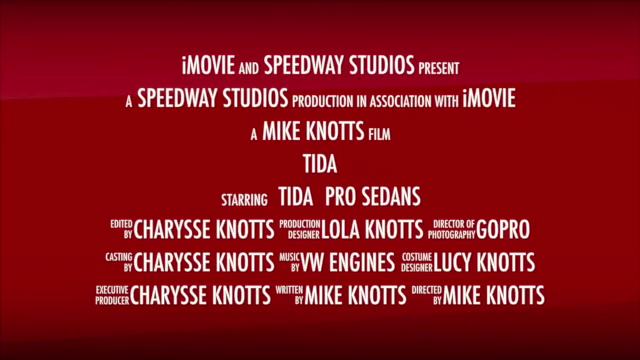 iMOVIE AND SPEEDWAY STUDIOS PRESENT
A SPEEDWAY STUDIOS PRODUCTION IN ASSOCIATION WITH iMOVIE
A MIKE KNOTTS FILM
TIDA
STARRING TIDA PRO SEDANS
EDITED BY CHARYSSE KNOTTS PRODUCTION DESIGNER LOLA KNOTTS DIRECTOR OF PHOTOGRAPHY GOPRO
CASTING BY CHARYSSE KNOTTS MUSIC BY VW ENGINES COSTUME DESIGNER LUCY KNOTTS
EXECUTIVE PRODUCER CHARYSSE KNOTTS WRITTEN BY MIKE KNOTTS DIRECTED BY MIKE KNOTTS